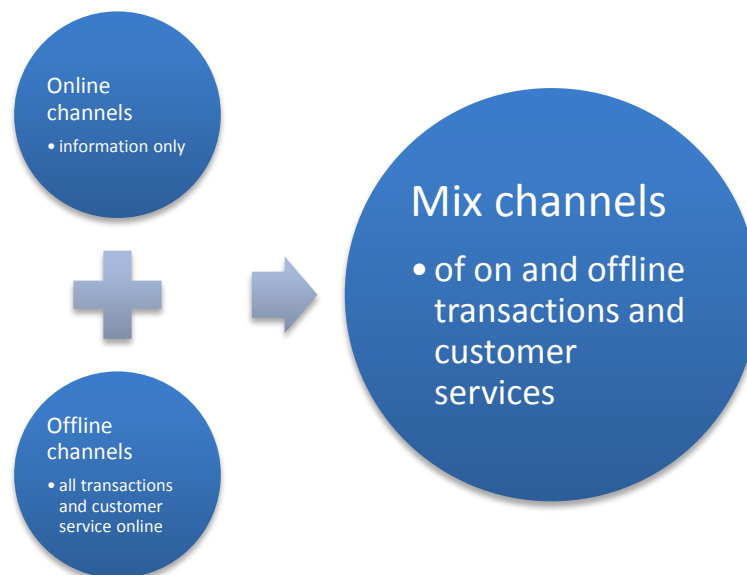 Online
channels
• information only
Offline
channels
• all transactions
and customer
service online
Mix channels
• of on and offline
transactions and
customer
services